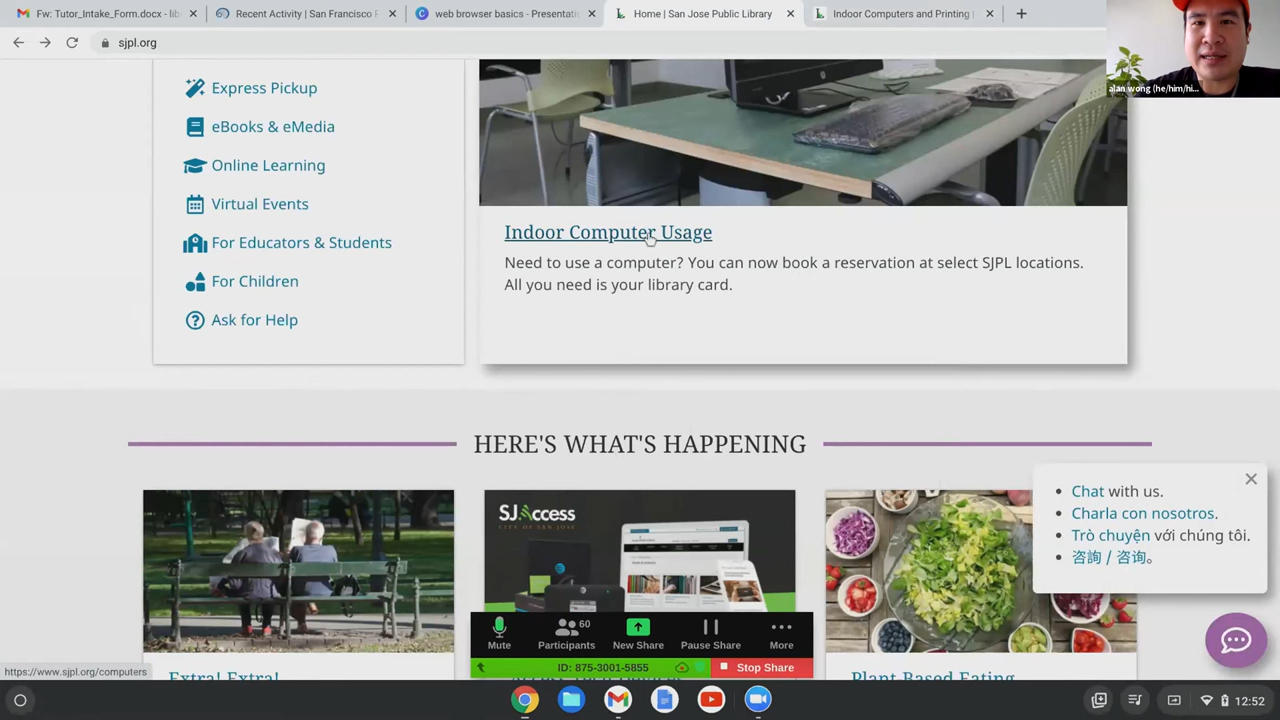 Fw: Tutor_Intake_Form.docx - lib
Recent Activity | San Francisco P
web browser basics - Presentati
Home | San Jose Public Library
Indoor Computers and Printing |
sjpl.org
alan wong (he/him/hi...
Express Pickup
eBooks & eMedia
Online Learning
Virtual Events
For Educators & Students
For Children
Ask for Help
Indoor Computer Usage
Need to use a computer? You can now book a reservation at select SJPL locations.
All you need is your library card.
HERE'S WHAT'S HAPPENING
SJAccess
CITY OF SAN JOSE
Chat with us.
Charla con nosotros.
Trò chuyện với chúng tôi.
咨詢 / 咨询。
60
Mute
Participants
New Share
Pause Share
More
ID: 875-3001-5855
Stop Share
https://www.sjpl.org/computers
Extra! Extra!
Plant Based Eating
12:52